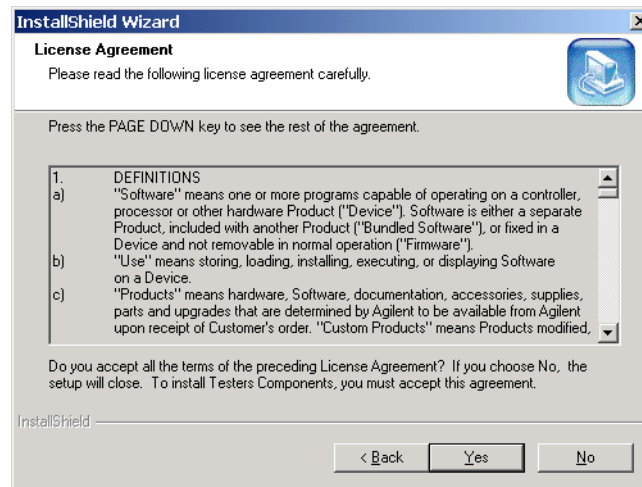 InstallShield Wizard
License Agreement
Please read the following license agreement carefully.
Press the PAGE DOWN key to see the rest of the agreement.
1. DEFINITIONS
a) "Software" means one or more programs capable of operating on a controller,
processor or other hardware Product ("Device"). Software is either a separate
Product, included with another Product ("Bundled Software"), or fixed in a
Device and not removable in normal operation ("Firmware").
b) "Use" means storing, loading, installing, executing, or displaying Software
on a Device.
c) "Products" means hardware, Software, documentation, accessories, supplies,
parts and upgrades that are determined by Agilent to be available from Agilent
upon receipt of Customer's order. "Custom Products" means Products modified,
Do you accept all the terms of the preceding License Agreement? If you choose No, the
setup will close. To install Testers Components, you must accept this agreement.
InstallShield
< Back Yes No